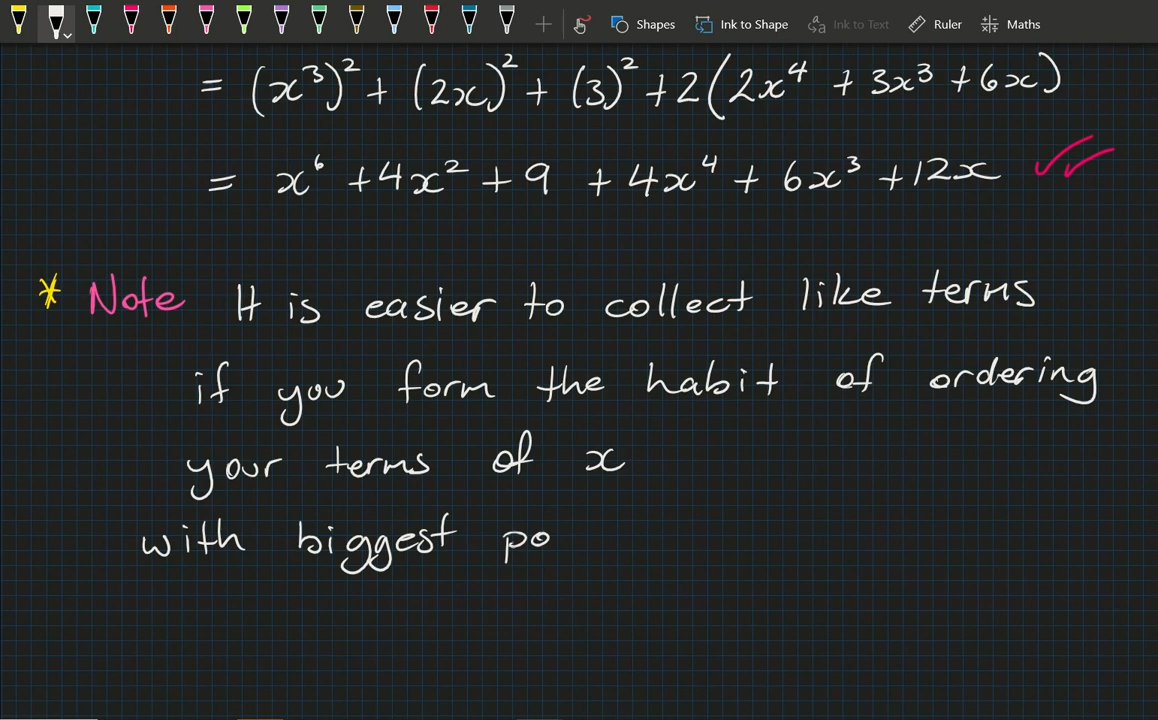 Shapes Ink to Shape Ink to Text Ruler Maths
= (x³)² + (2x)² + (3)² + 2(2x⁴ + 3x³ + 6x)
= x⁶ + 4x² + 9 + 4x⁴ + 6x³ + 12x
* Note It is easier to collect like terms
if you form the habit of ordering
your terms of x
with biggest po